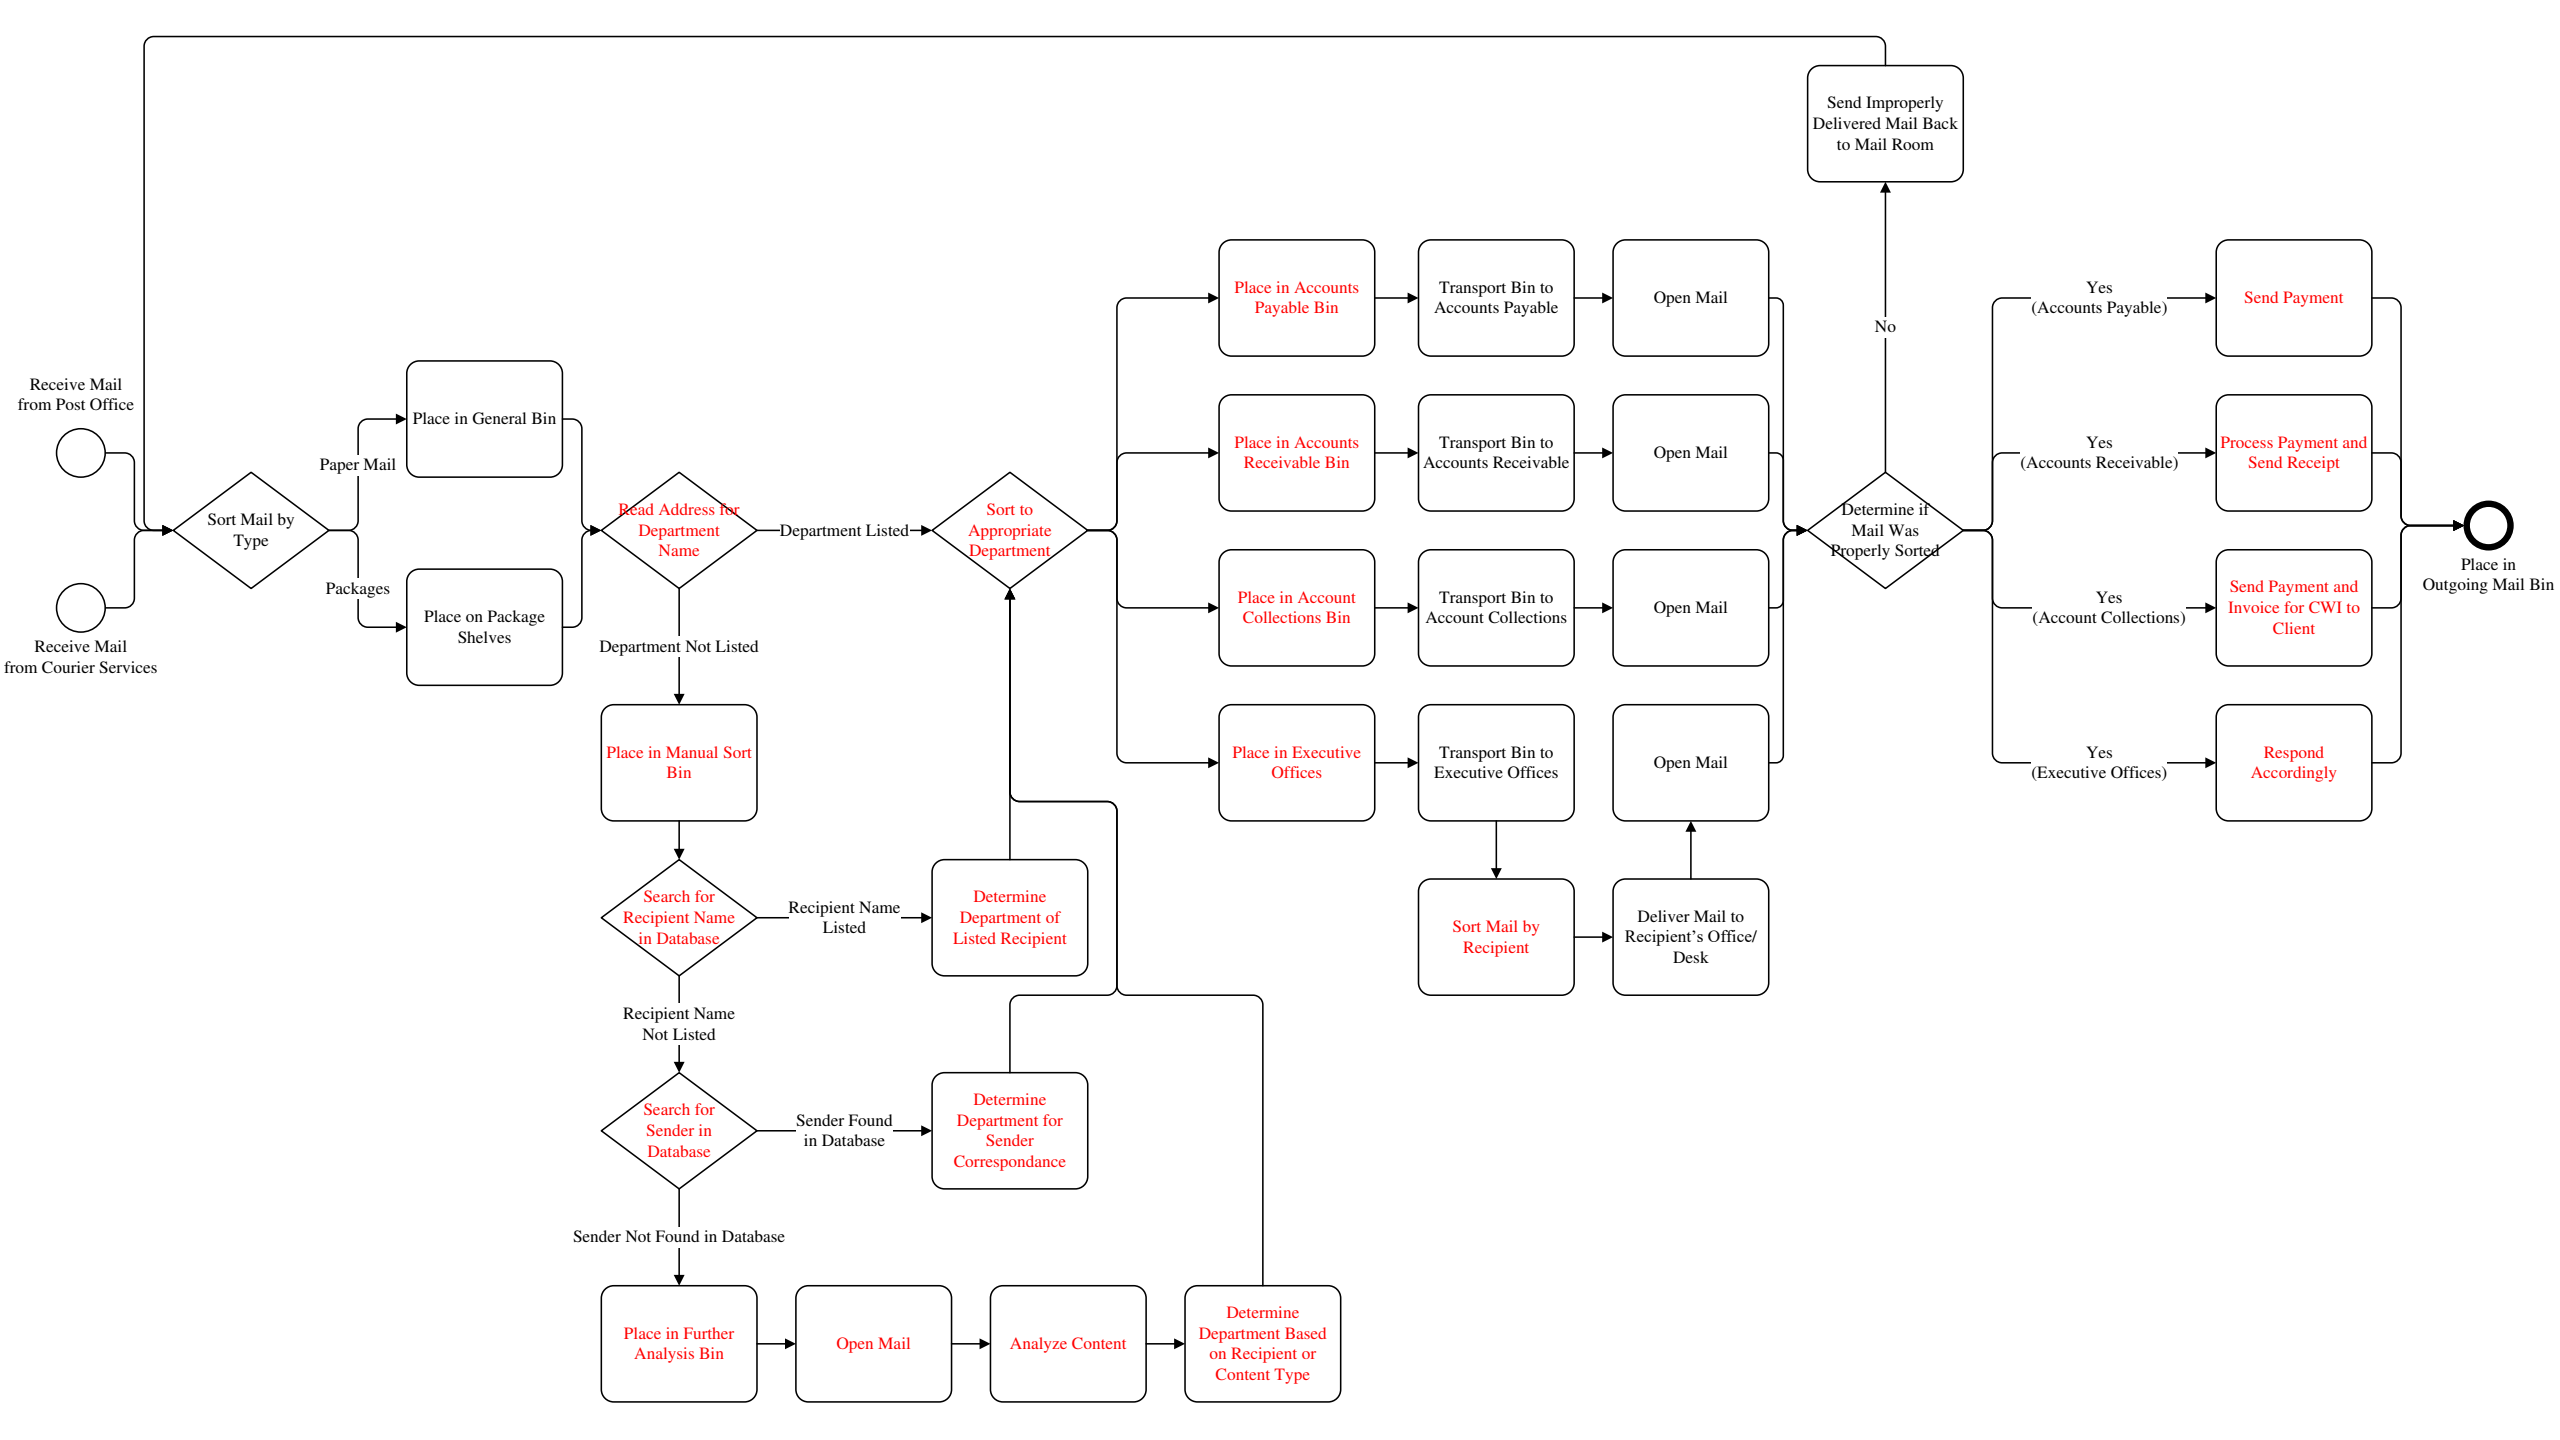 Send Improperly
Delivered Mail Back
to Mail Room
No
Receive Mail
from Post Office
Receive Mail
from Courier Services
Sort Mail by
Type
Paper Mail
Packages
Place in General Bin
Place on Package
Shelves
Read Address for
Department
Name
Department Listed
Department Not Listed
Sort to
Appropriate
Department
Place in Accounts
Payable Bin
Transport Bin to
Accounts Payable
Open Mail
Place in Accounts
Receivable Bin
Transport Bin to
Accounts Receivable
Open Mail
Place in Account
Collections Bin
Transport Bin to
Account Collections
Open Mail
Place in Executive
Offices
Transport Bin to
Executive Offices
Open Mail
Sort Mail by
Recipient
Deliver Mail to
Recipient’s Office/
Desk
Determine if
Mail Was
Properly Sorted
Yes
(Accounts Payable)
Send Payment
Yes
(Accounts Receivable)
Process Payment and
Send Receipt
Yes
(Account Collections)
Send Payment and
Invoice for CWI to
Client
Yes
(Executive Offices)
Respond
Accordingly
Place in
Outgoing Mail Bin
Place in Manual Sort
Bin
Search for
Recipient Name
in Database
Recipient Name
Listed
Determine
Department of
Listed Recipient
Recipient Name
Not Listed
Search for
Sender in
Database
Sender Found
in Database
Determine
Department for
Sender
Correspondance
Sender Not Found in Database
Place in Further
Analysis Bin
Open Mail
Analyze Content
Determine
Department Based
on Recipient or
Content Type